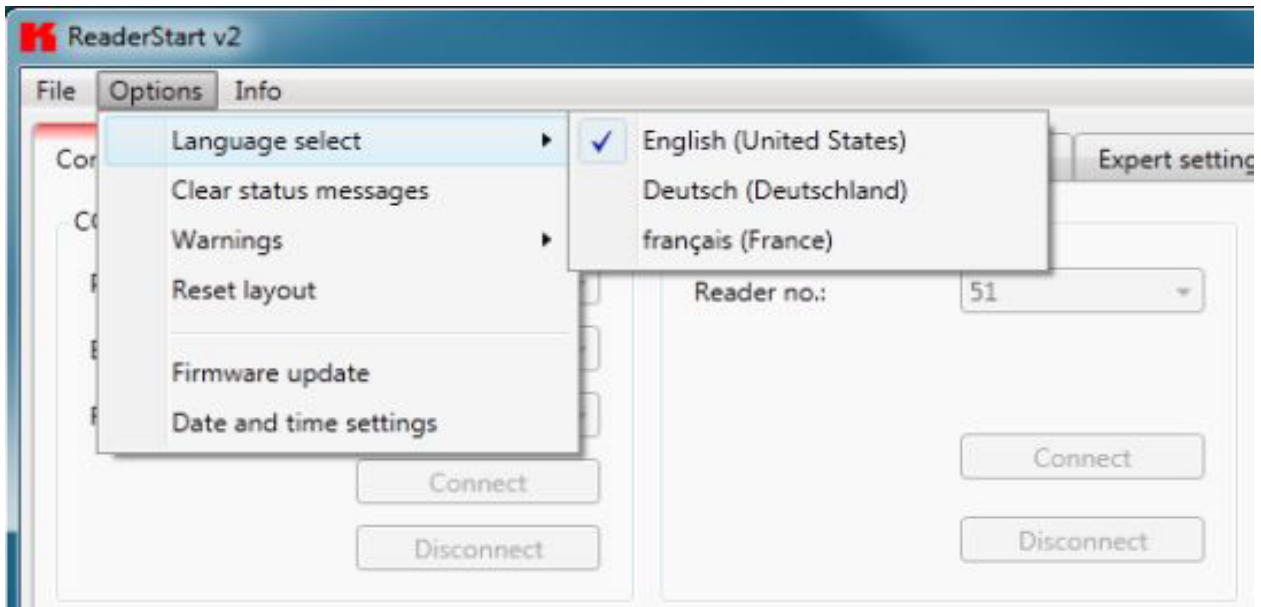 ReaderStart v2
File Options Info
Language select
Clear status messages
Warnings
Reset layout
Firmware update
Date and time settings
English (United States)
Deutsch (Deutschland)
français (France)
Expert setting
Reader no.: 51
Connect
Disconnect
Connect
Disconnect